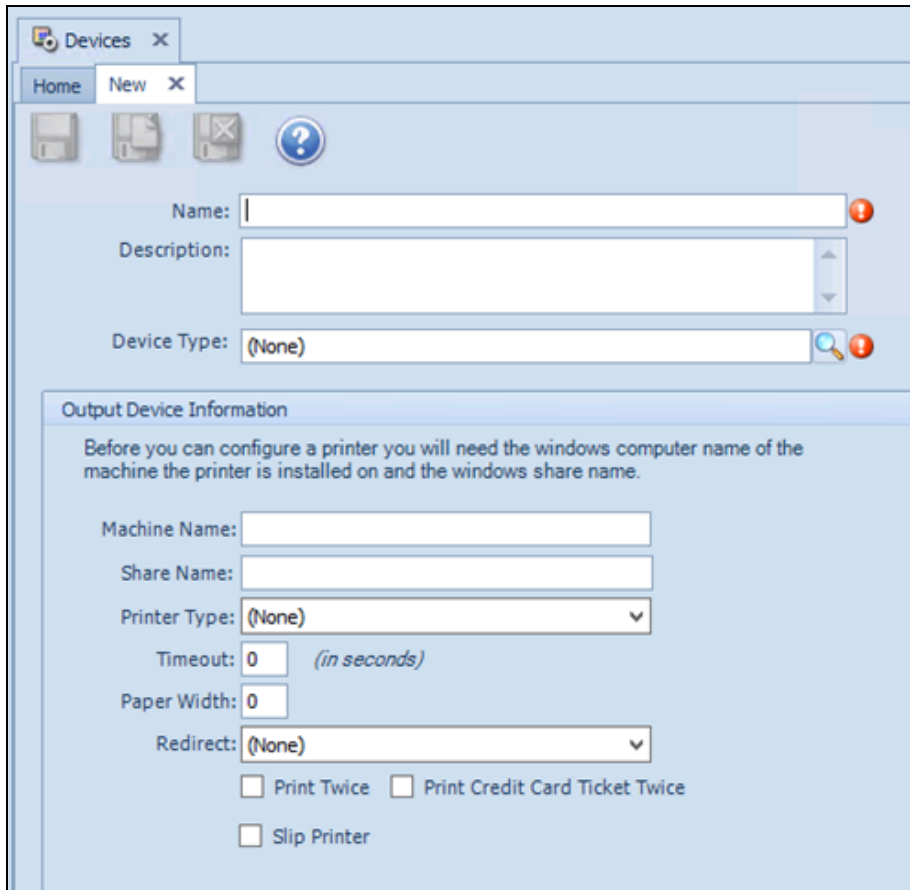 Devices
Home New
Name:
Description:
Device Type: (None)
Output Device Information
Before you can configure a printer you will need the windows computer name of the
machine the printer is installed on and the windows share name.
Machine Name:
Share Name:
Printer Type: (None)
Timeout: 0 (in seconds)
Paper Width: 0
Redirect: (None)
Print Twice Print Credit Card Ticket Twice
Slip Printer